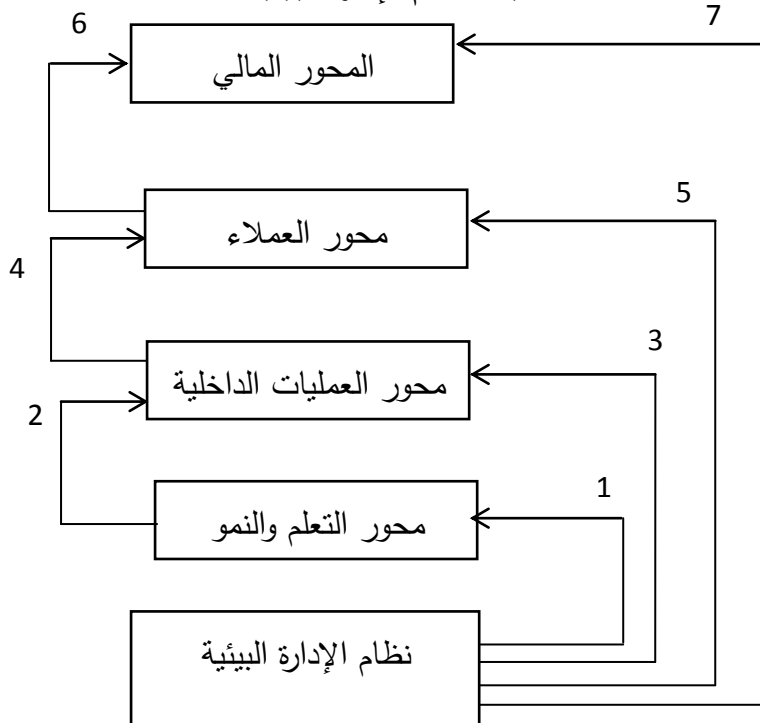 6
7
المحور المالي
5
محور العملاء
4
3
محور العمليات الداخلية
2
1
محور التعلم والنمو
نظام الإدارة البيئية